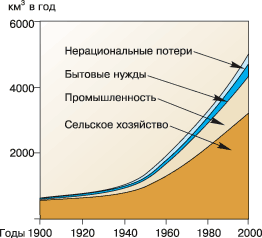 км³ в год
6000
Нерациональные потери
4000
Бытовые нужды
Промышленность
Сельское хозяйство
2000
Годы 1900 1920 1940 1960 1980 2000